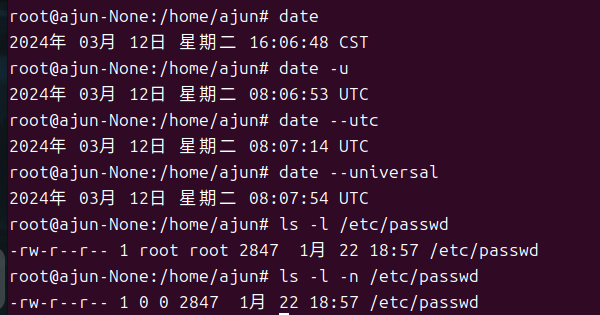 root@ajun-None:/home/ajun# date
2024年 03月 12日 星期二 16:06:48 CST
root@ajun-None:/home/ajun# date -u
2024年 03月 12日 星期二 08:06:53 UTC
root@ajun-None:/home/ajun# date --utc
2024年 03月 12日 星期二 08:07:14 UTC
root@ajun-None:/home/ajun# date --universal
2024年 03月 12日 星期二 08:07:54 UTC
root@ajun-None:/home/ajun# ls -l /etc/passwd
-rw-r--r-- 1 root root 2847  1月 22 18:57 /etc/passwd
root@ajun-None:/home/ajun# ls -l -n /etc/passwd
-rw-r--r-- 1 0 0 2847  1月 22 18:57 /etc/passwd